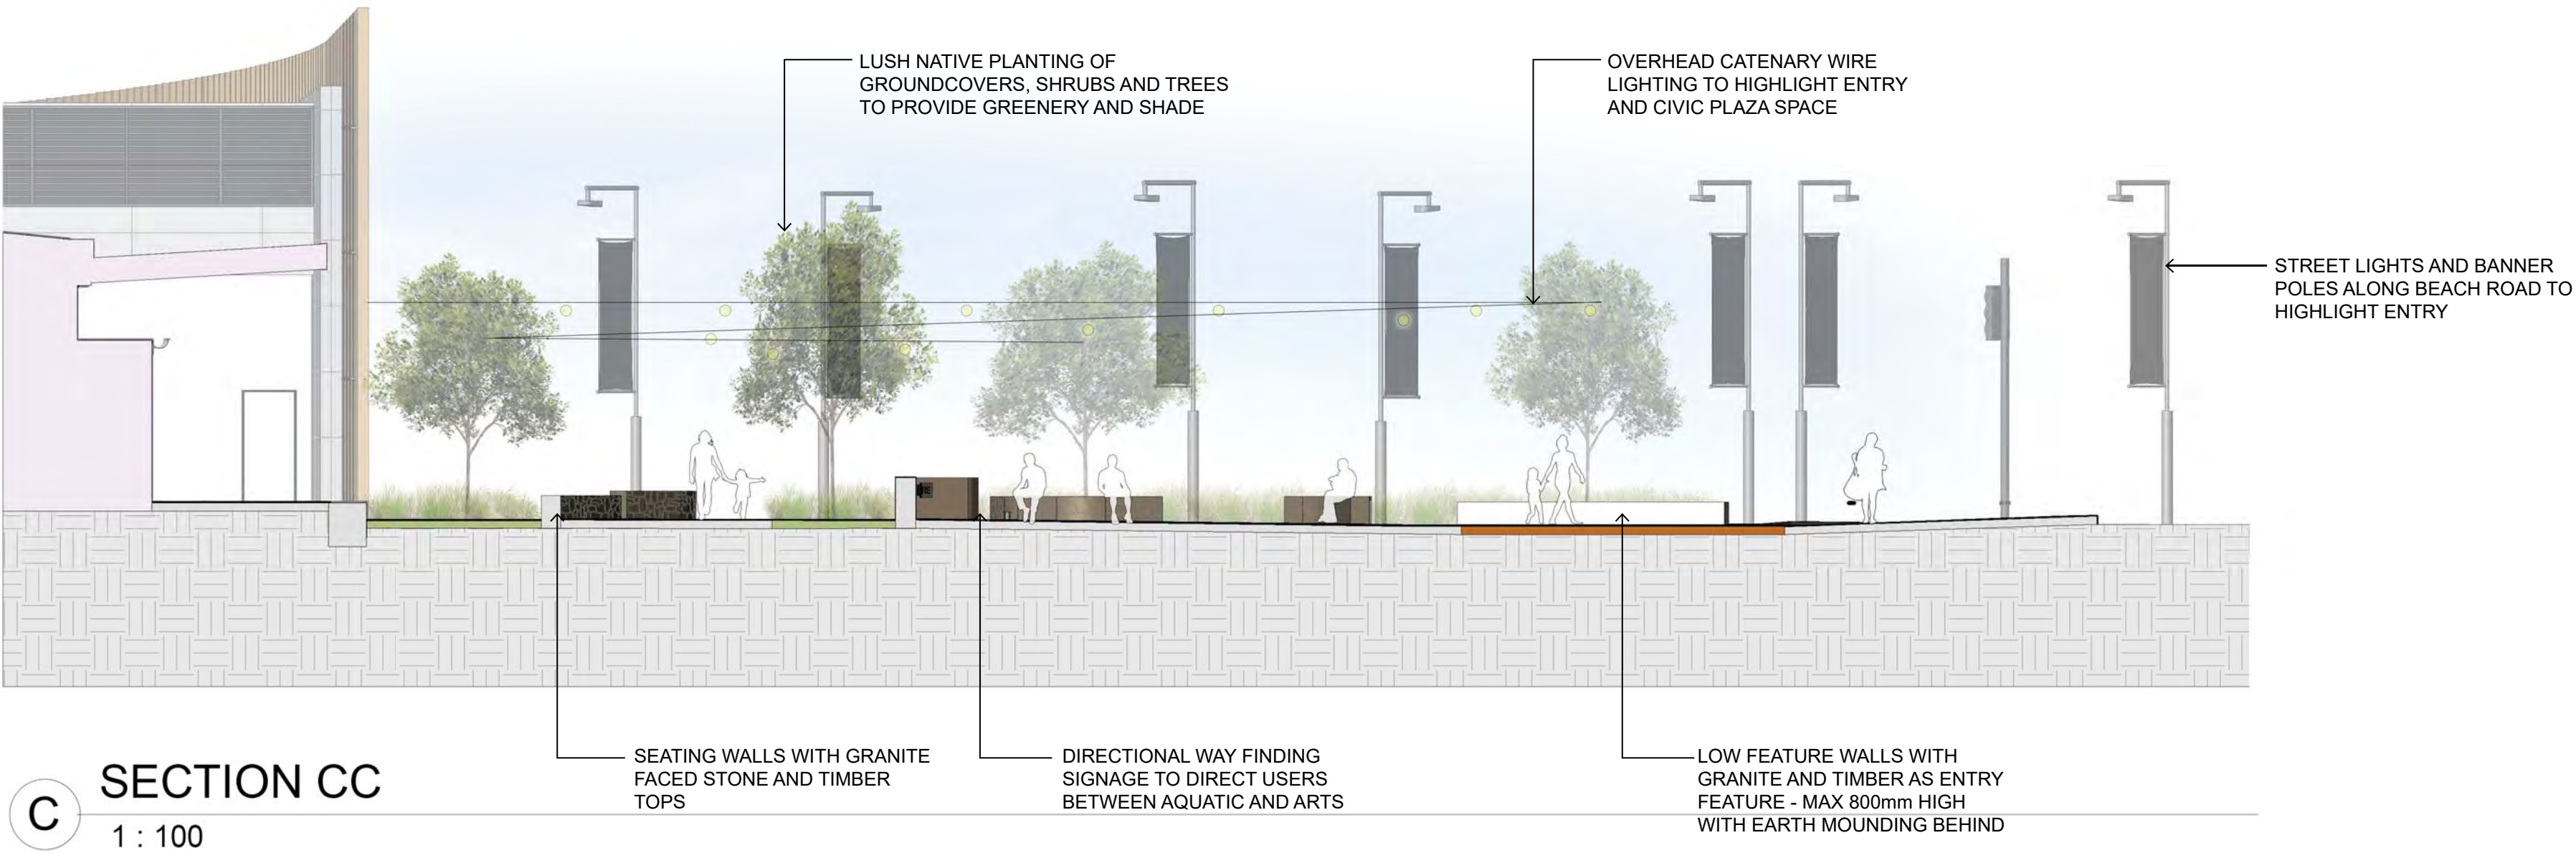 LUSH NATIVE PLANTING OF
GROUNDCOVERS, SHRUBS AND TREES
TO PROVIDE GREENERY AND SHADE
OVERHEAD CATENARY WIRE
LIGHTING TO HIGHLIGHT ENTRY
AND CIVIC PLAZA SPACE
STREET LIGHTS AND BANNER
POLES ALONG BEACH ROAD TO
HIGHLIGHT ENTRY
SEATING WALLS WITH GRANITE
FACED STONE AND TIMBER
TOPS
DIRECTIONAL WAY FINDING
SIGNAGE TO DIRECT USERS
BETWEEN AQUATIC AND ARTS
LOW FEATURE WALLS WITH
GRANITE AND TIMBER AS ENTRY
FEATURE - MAX 800mm HIGH
WITH EARTH MOUNDING BEHIND
C
SECTION CC
1 : 100